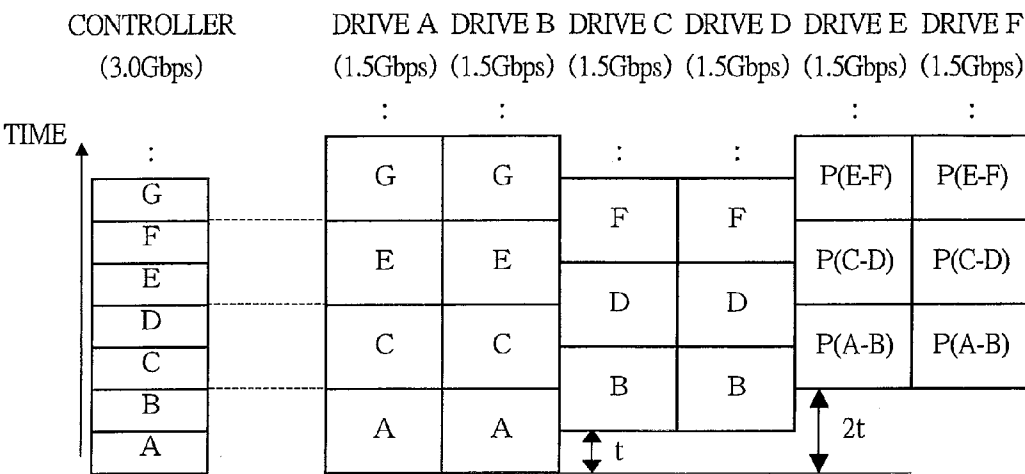 CONTROLLER DRIVE A DRIVE B DRIVE C DRIVE D DRIVE E DRIVE F
(3.0Gbps) (1.5Gbps) (1.5Gbps) (1.5Gbps) (1.5Gbps) (1.5Gbps) (1.5Gbps)
: : : :
TIME : : :
G G G P(E-F) P(E-F)
F F F
E E E P(C-D) P(C-D)
D D D
C C C P(A-B) P(A-B)
B B B
A A A t 2t